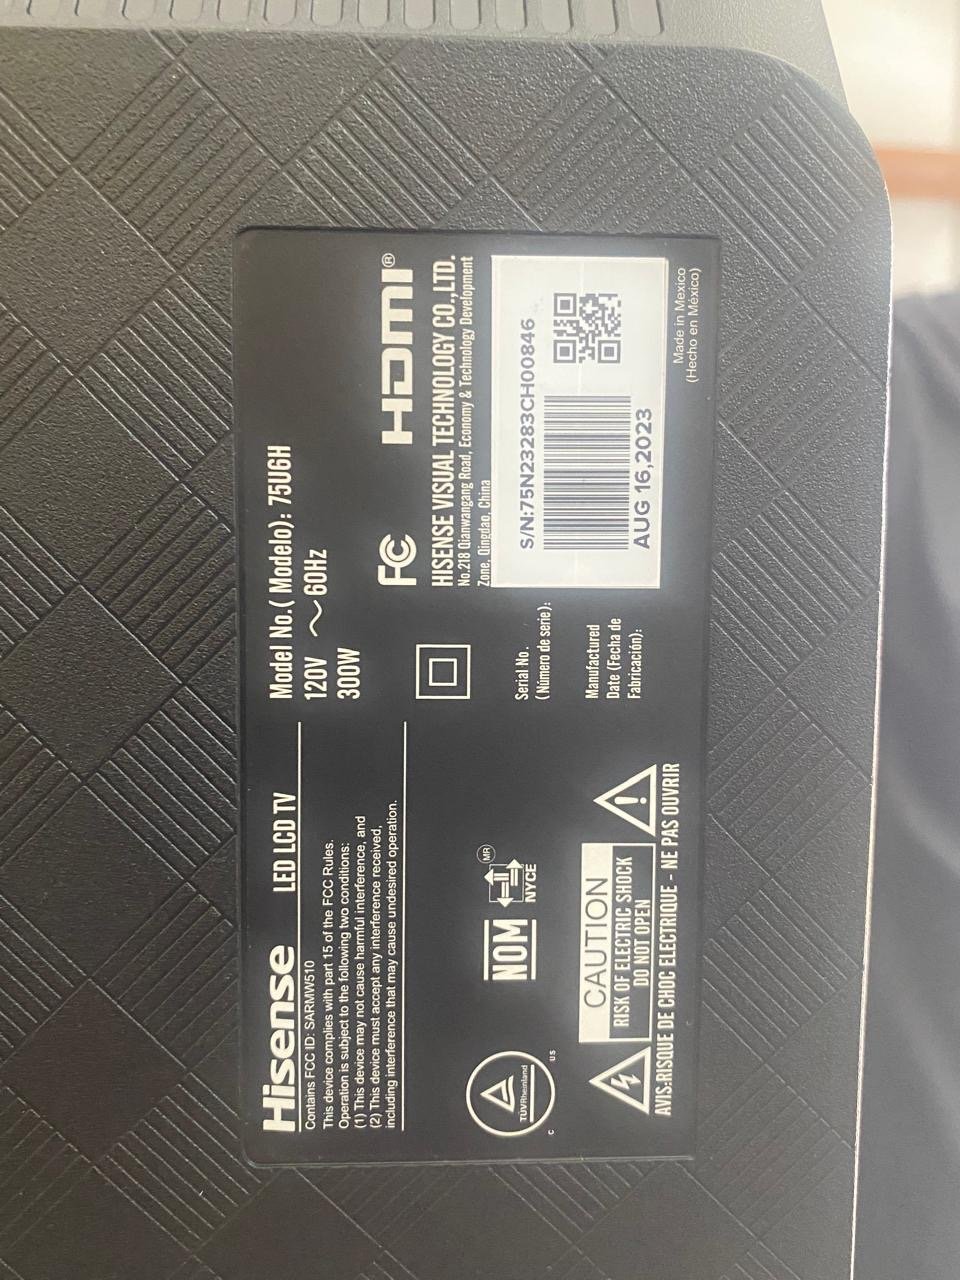 Hisense LED LCD TV
Contains FCC ID: SARMW510
This device complies with part 15 of the FCC Rules.
Operation is subject to the following two conditions:
(1) This device may not cause harmful interference, and
(2) This device must accept any interference received,
including interference that may cause undesired operation.
Model No.( Modelo): 75U6H
120V ~ 60Hz
300W
FC HDMI®
HISENSE VISUAL TECHNOLOGY CO.,LTD.
No.218 Qianwangang Road, Economy & Technology Development
Zone, Qingdao, China
TÜVRheinland
C US
NOM
NYCE
MR
Serial No.
(Número de serie):
S/N:75N23283CH00846
Manufactured
Date (Fecha de
Fabricación):
AUG 16,2023
CAUTION
RISK OF ELECTRIC SHOCK
DO NOT OPEN
AVIS:RISQUE DE CHOC ELECTRIQUE - NE PAS OUVRIR
Made in Mexico
(Hecho en México)